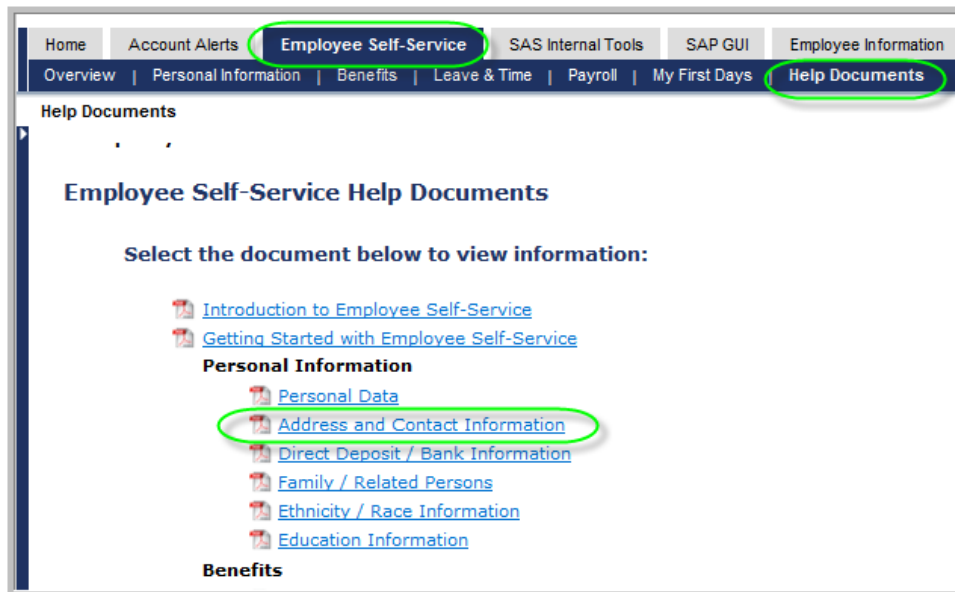 Home Account Alerts Employee Self-Service SAS Internal Tools SAP GUI Employee Information
Overview | Personal Information | Benefits | Leave & Time | Payroll | My First Days | Help Documents
Help Documents
Employee Self-Service Help Documents
Select the document below to view information:
Introduction to Employee Self-Service
Getting Started with Employee Self-Service
Personal Information
Personal Data
Address and Contact Information
Direct Deposit / Bank Information
Family / Related Persons
Ethnicity / Race Information
Education Information
Benefits